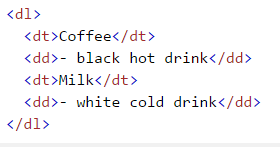 <dl>
  <dt>Coffee</dt>
  <dd>- black hot drink</dd>
  <dt>Milk</dt>
  <dd>- white cold drink</dd>
</dl>